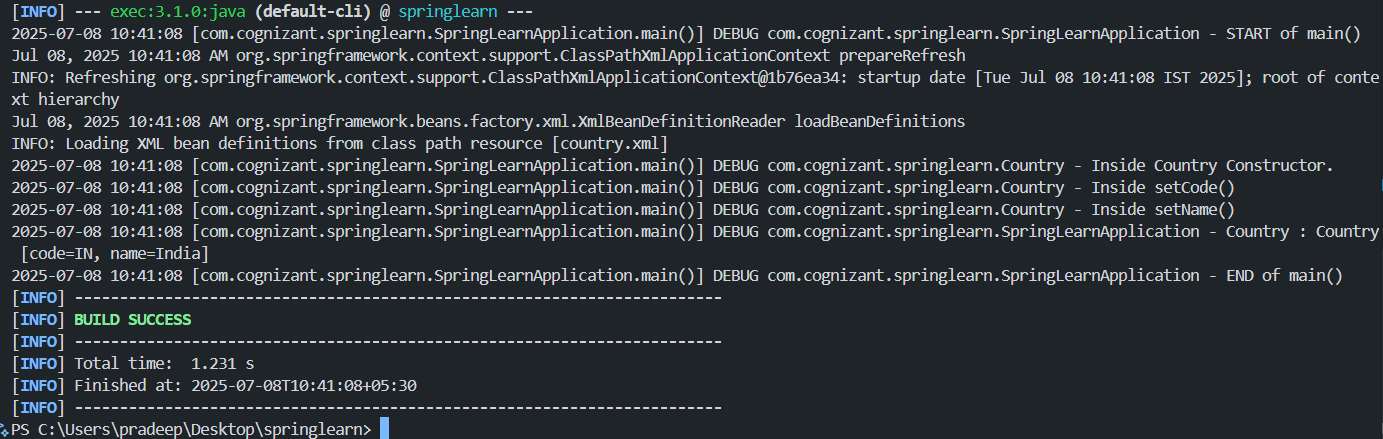 [INFO] --- exec:3.1.0:java (default-cli) @ springlearn ---
2025-07-08 10:41:08 [com.cognizant.springlearn.SpringLearnApplication.main()] DEBUG com.cognizant.springlearn.SpringLearnApplication - START of main()
Jul 08, 2025 10:41:08 AM org.springframework.context.support.ClassPathXmlApplicationContext prepareRefresh
INFO: Refreshing org.springframework.context.support.ClassPathXmlApplicationContext@1b76ea34: startup date [Tue Jul 08 10:41:08 IST 2025]; root of conte
xt hierarchy
Jul 08, 2025 10:41:08 AM org.springframework.beans.factory.xml.XmlBeanDefinitionReader loadBeanDefinitions
INFO: Loading XML bean definitions from class path resource [country.xml]
2025-07-08 10:41:08 [com.cognizant.springlearn.SpringLearnApplication.main()] DEBUG com.cognizant.springlearn.Country - Inside Country Constructor.
2025-07-08 10:41:08 [com.cognizant.springlearn.SpringLearnApplication.main()] DEBUG com.cognizant.springlearn.Country - Inside setCode()
2025-07-08 10:41:08 [com.cognizant.springlearn.SpringLearnApplication.main()] DEBUG com.cognizant.springlearn.Country - Inside setName()
2025-07-08 10:41:08 [com.cognizant.springlearn.SpringLearnApplication.main()] DEBUG com.cognizant.springlearn.SpringLearnApplication - Country : Country
[code=IN, name=India]
2025-07-08 10:41:08 [com.cognizant.springlearn.SpringLearnApplication.main()] DEBUG com.cognizant.springlearn.SpringLearnApplication - END of main()
[INFO] ------------------------------------------------------------------------
[INFO] BUILD SUCCESS
[INFO] ------------------------------------------------------------------------
[INFO] Total time:  1.231 s
[INFO] Finished at: 2025-07-08T10:41:08+05:30
[INFO] ------------------------------------------------------------------------
PS C:\Users\pradeep\Desktop\springlearn>